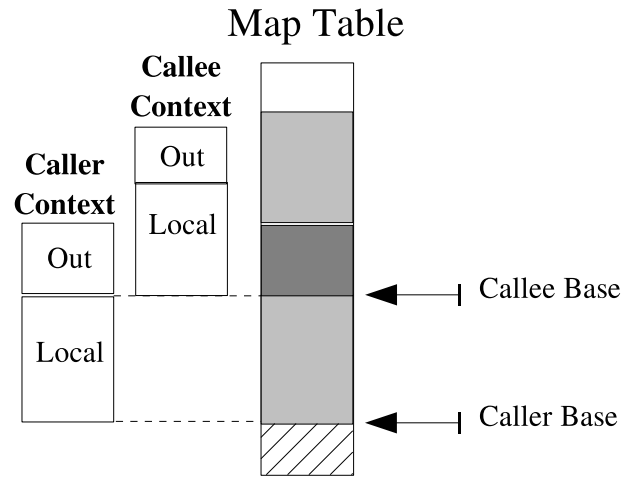 Map Table
Callee
Context
Out
Local
Caller
Context
Out
Local
Callee Base
Caller Base